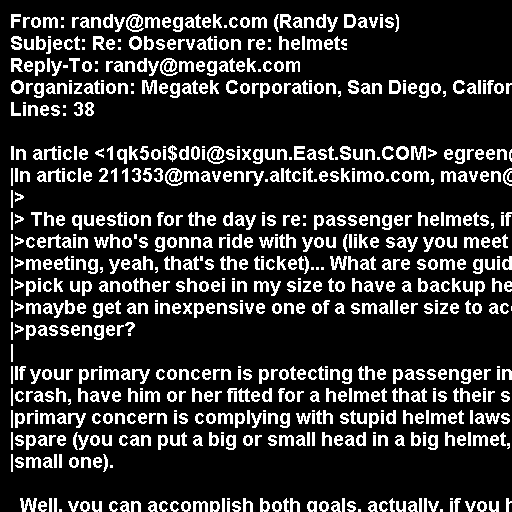 From: randy@megatek.com (Randy Davis)
Subject: Re: Observation re: helmets
Reply-To: randy@megatek.com
Organization: Megatek Corporation, San Diego, Califor
Lines: 38

In article <1qk5oi$d0i@sixgun.East.Sun.COM> egreen@
|In article 211353@mavenry.altcit.eskimo.com, maven@
|>
|> The question for the day is re: passenger helmets, if
|>certain who's gonna ride with you (like say you meet
|>meeting, yeah, that's the ticket)... What are some guid
|>pick up another shoei in my size to have a backup he
|>maybe get an inexpensive one of a smaller size to ac
|>passenger?
|
|If your primary concern is protecting the passenger in
|crash, have him or her fitted for a helmet that is their s
|primary concern is complying with stupid helmet laws
|spare (you can put a big or small head in a big helmet,
|small one).

Well, you can accomplish both goals, actually, if you h